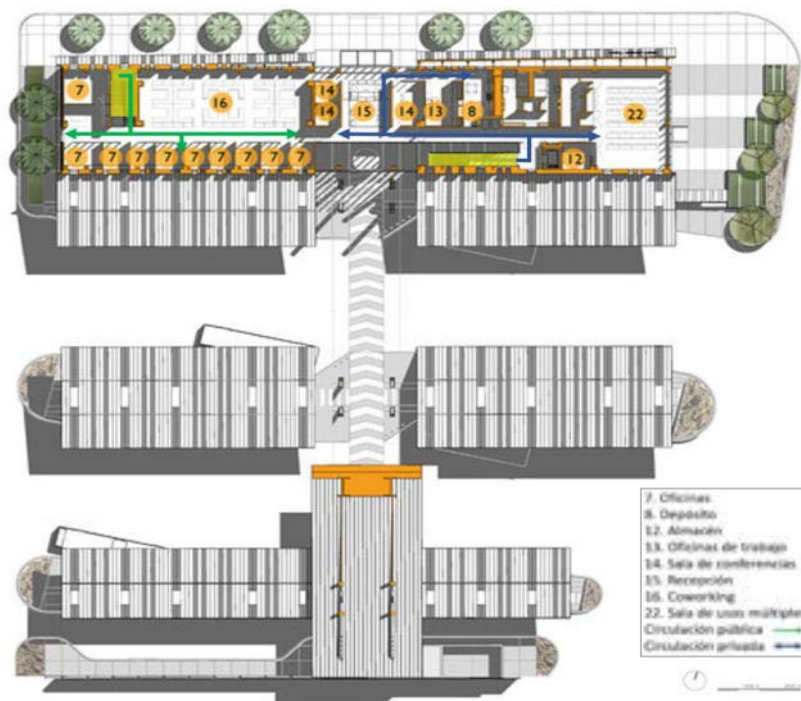 7
16
14
14
15
14
13
8
22
7 7 7 7 7 7 7 7
12
7. Oficinas
8. Depósito
12. Almacén
13. Oficinas de trabajo
14. Sala de conferencias
15. Recepción
16. Coworking
22. Sala de usos múltiples
Circulación pública
Circulación privada